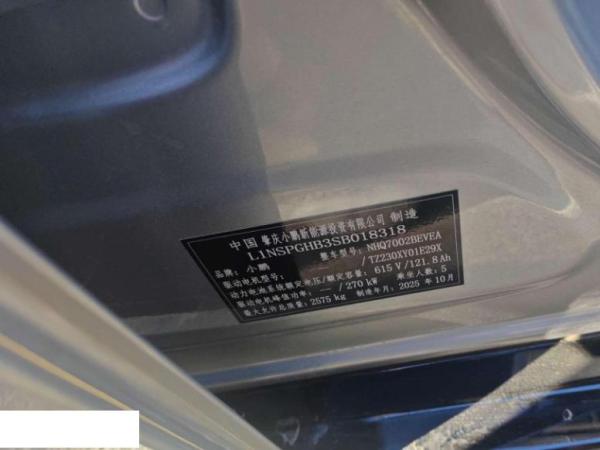 中国 肇庆小鹏新能源投资有限公司 制造
L1NSPGHB3SB018318
品牌：小鹏 整车型号：NHQ7002BEVEA
驱动电机型号： / TZ230XY01E29X
动力电池系统额定电压/额定容量：615 V/121.8 Ah
驱动电机峰值功率：— / 270 kW 乘坐人数：5
最大允许总质量：2575 kg 制造年月：2025 年 10 月